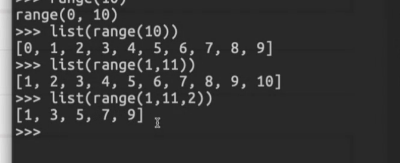 >>> range(10)
range(0, 10)
>>> list(range(10))
[0, 1, 2, 3, 4, 5, 6, 7, 8, 9]
>>> list(range(1,11))
[1, 2, 3, 4, 5, 6, 7, 8, 9, 10]
>>> list(range(1,11,2))
[1, 3, 5, 7, 9]
>>>